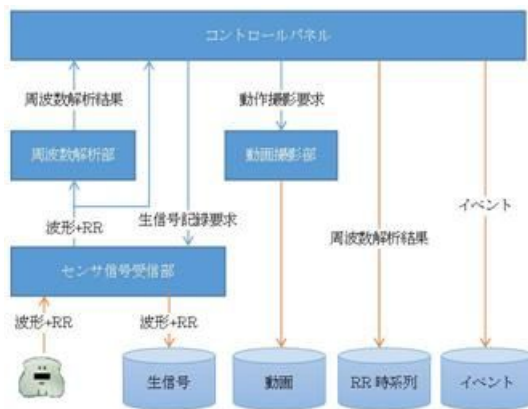 コントロールパネル
周波数解析結果
動作撮影要求
周波数解析部
動画撮影部
イベント
波形+RR
生信号記録要求
周波数解析結果
センサ信号受信部
波形+RR
波形+RR
生信号
動画
RR 時系列
イベント